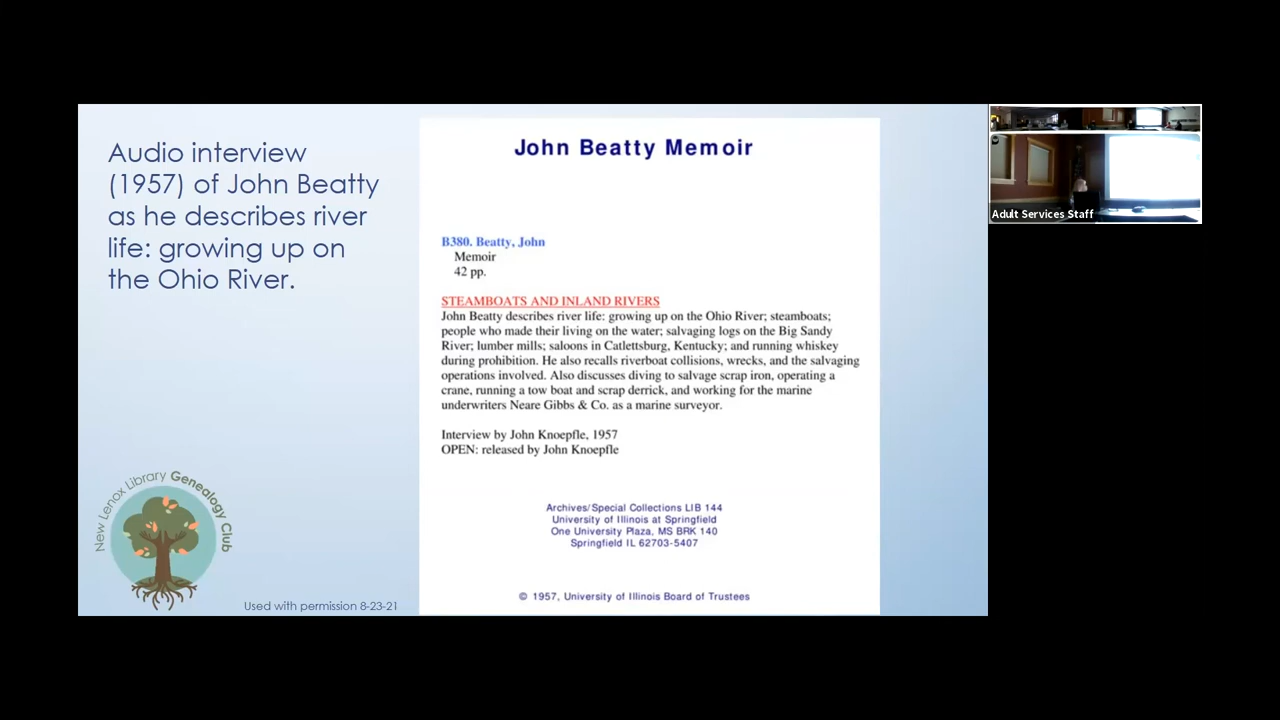 Audio interview
(1957) of John Beatty
as he describes river
life: growing up on
the Ohio River.
New Lenox Library Genealogy Club
Used with permission 8-23-21
John Beatty Memoir
B380. Beatty, John
Memoir
42 pp.
STEAMBOATS AND INLAND RIVERS
John Beatty describes river life: growing up on the Ohio River; steamboats;
people who made their living on the water; salvaging logs on the Big Sandy
River; lumber mills; saloons in Catlettsburg, Kentucky; and running whiskey
during prohibition. He also recalls riverboat collisions, wrecks, and the salvaging
operations involved. Also discusses diving to salvage scrap iron, operating a
crane, running a tow boat and scrap derrick, and working for the marine
underwriters Neare Gibbs & Co. as a marine surveyor.
Interview by John Knoepfle, 1957
OPEN: released by John Knoepfle
Archives/Special Collections LIB 144
University of Illinois at Springfield
One University Plaza, MS BRK 140
Springfield IL 62703-5407
© 1957, University of Illinois Board of Trustees
Adult Services Staff